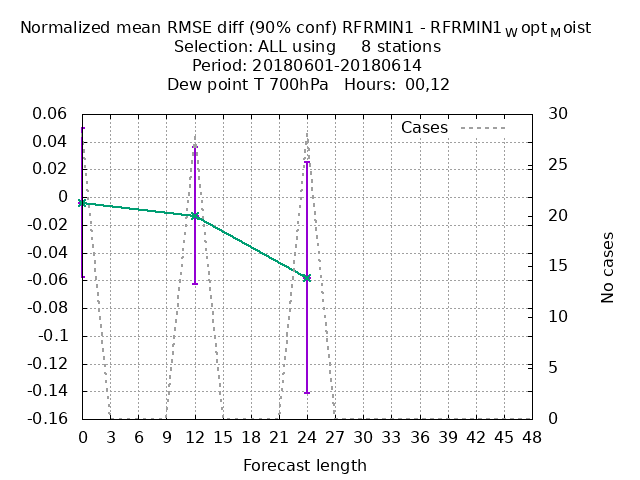 Normalized mean RMSE diff (90% conf) RFRMIN1 - RFRMIN1WoptMoist
Selection: ALL using     8 stations
Period: 20180601-20180614
Dew point T 700hPa   Hours: 00,12
Cases
0.06
0.04
0.02
0
-0.02
-0.04
-0.06
-0.08
-0.1
-0.12
-0.14
-0.16
30
25
20
15
10
5
0
No cases
0 3 6 9 12 15 18 21 24 27 30 33 36 39 42 45 48
Forecast length